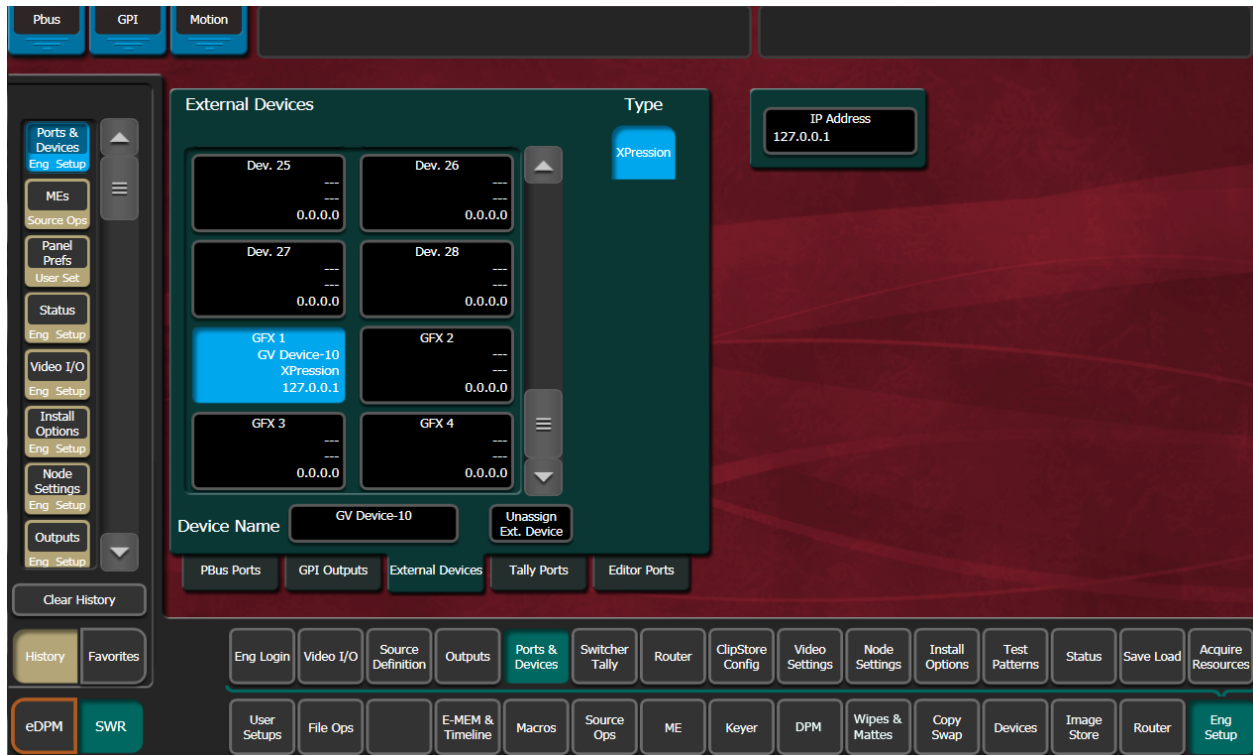 Pbus
GPI
Motion
External Devices
Type
XPression
IP Address
127.0.0.1
Ports &
Devices
Eng Setup
MEs
Source Ops
Panel
Prefs
User Set
Status
Eng Setup
Video I/O
Eng Setup
Install
Options
Eng Setup
Node
Settings
Eng Setup
Outputs
Eng Setup
Clear History
History
Favorites
Dev. 25
---
---
0.0.0.0
Dev. 26
---
---
0.0.0.0
Dev. 27
---
---
0.0.0.0
Dev. 28
---
---
0.0.0.0
GFX 1
GV Device-10
XPression
127.0.0.1
GFX 2
---
---
0.0.0.0
GFX 3
---
---
0.0.0.0
GFX 4
---
---
0.0.0.0
Device Name
GV Device-10
Unassign
Ext. Device
PBus Ports
GPI Outputs
External Devices
Tally Ports
Editor Ports
Eng Login
Video I/O
Source
Definition
Outputs
Ports &
Devices
Switcher
Tally
Router
ClipStore
Config
Video
Settings
Node
Settings
Install
Options
Test
Patterns
Status
Save Load
Acquire
Resources
eDPM
SWR
User
Setups
File Ops
E-MEM &
Timeline
Macros
Source
Ops
ME
Keyer
DPM
Wipes &
Mattes
Copy
Swap
Devices
Image
Store
Router
Eng
Setup